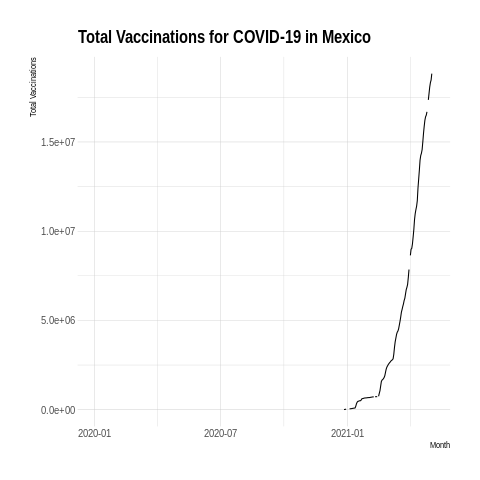 Total Vaccinations for COVID-19 in Mexico
Total Vaccinations
1.5e+07
1.0e+07
5.0e+06
0.0e+00
2020-01
2020-07
2021-01
Month